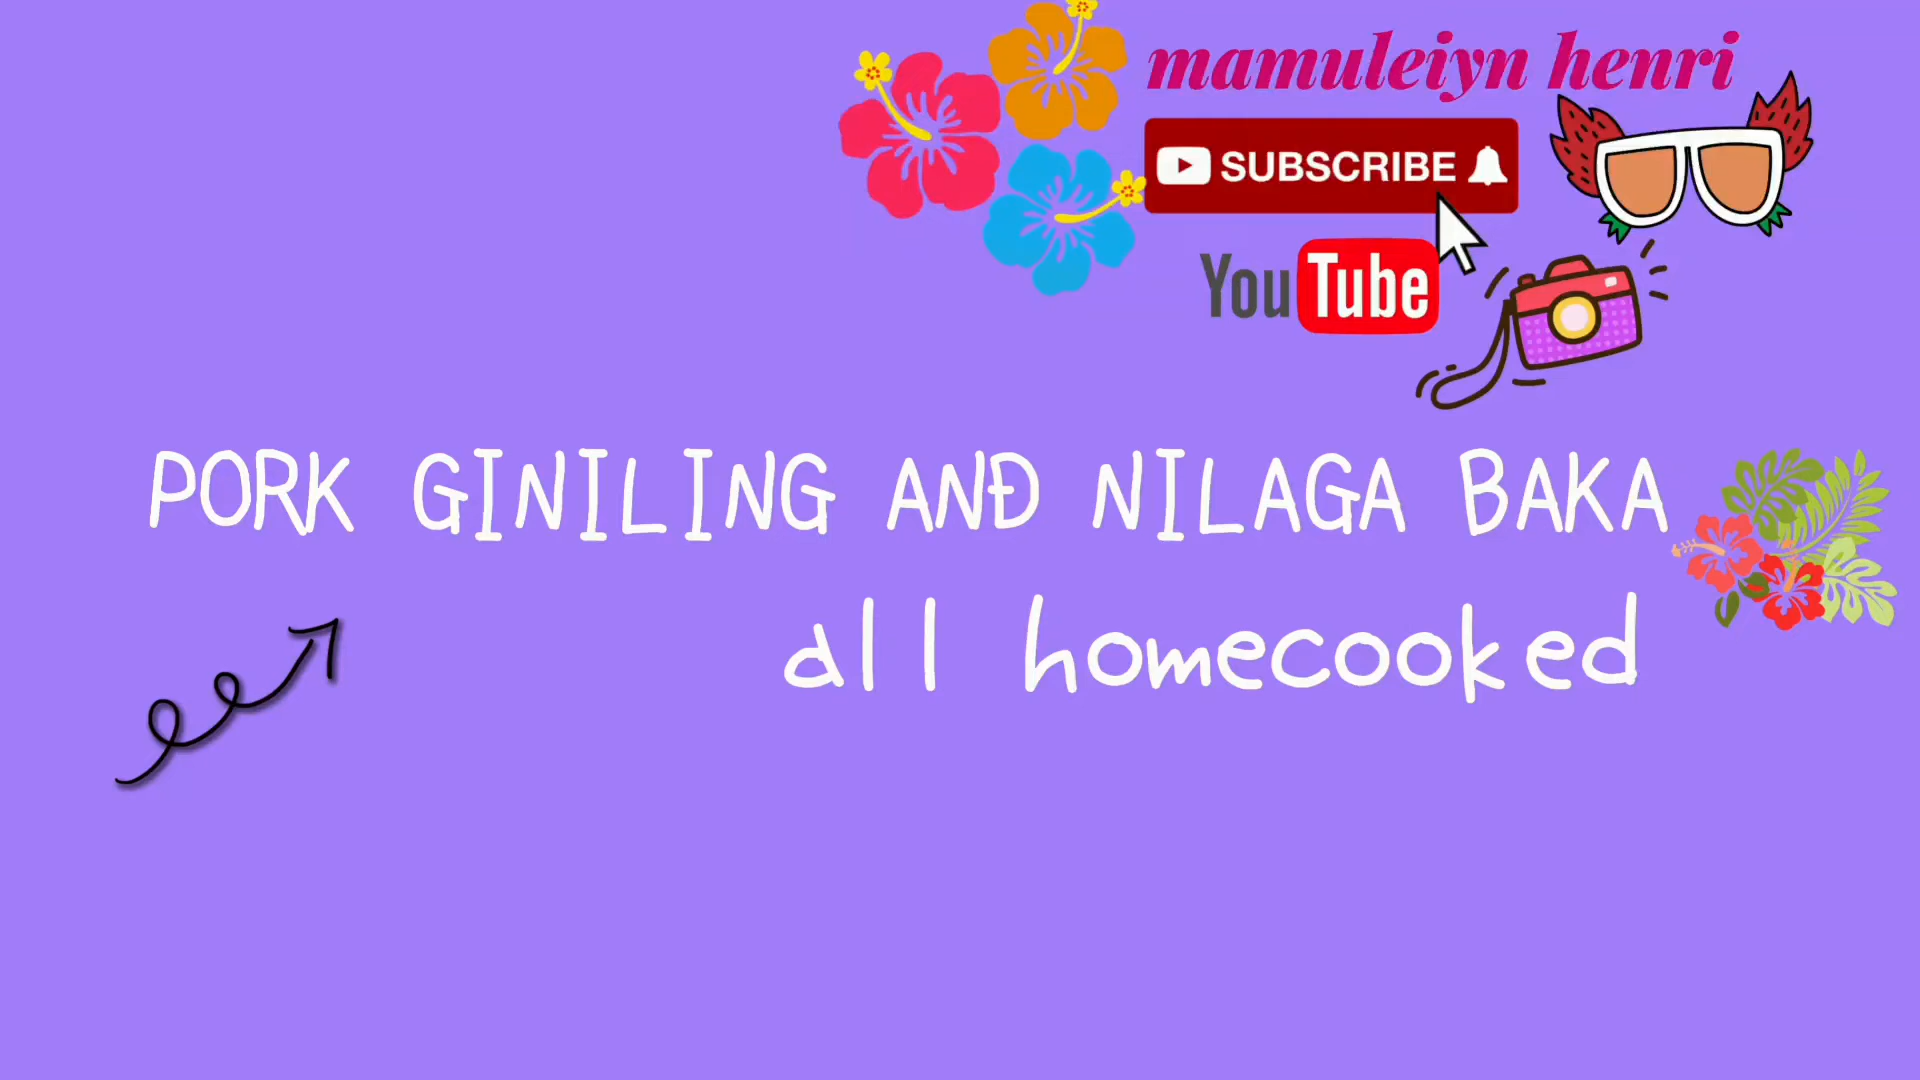 mamuleiyn henri
SUBSCRIBE
YouTube
PORK GINILING AND NILAGA BAKA
all homecooked